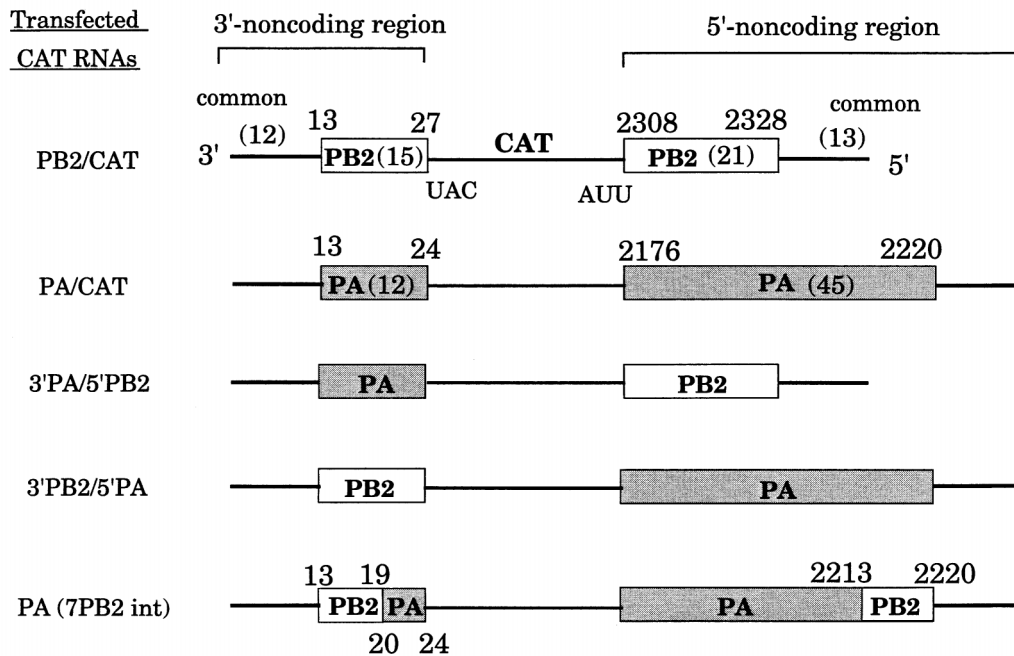 Transfected
CAT RNAs
3'-noncoding region
5'-noncoding region
common
(12)
13
27
CAT
2308
2328
common
(13)
PB2/CAT
3'
PB2 (15)
PB2 (21)
5'
UAC
AUU
13
24
2176
2220
PA/CAT
PA (12)
PA (45)
3'PA/5'PB2
PA
PB2
3'PB2/5'PA
PB2
PA
13
19
2213
2220
PA (7PB2 int)
PB2
PA
PA
PB2
20
24